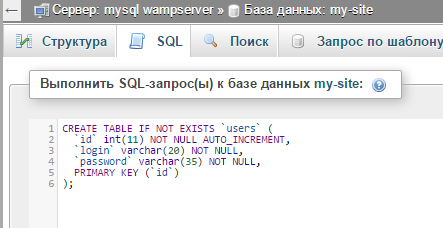 ← Сервер: mysql wampserver » База данных: my-site
Структура SQL Поиск Запрос по шаблону
Выполнить SQL-запрос(ы) к базе данных my-site:
1 CREATE TABLE IF NOT EXISTS `users` (
2 `id` int(11) NOT NULL AUTO_INCREMENT,
3 `login` varchar(20) NOT NULL,
4 `password` varchar(35) NOT NULL,
5 PRIMARY KEY (`id`)
6 );